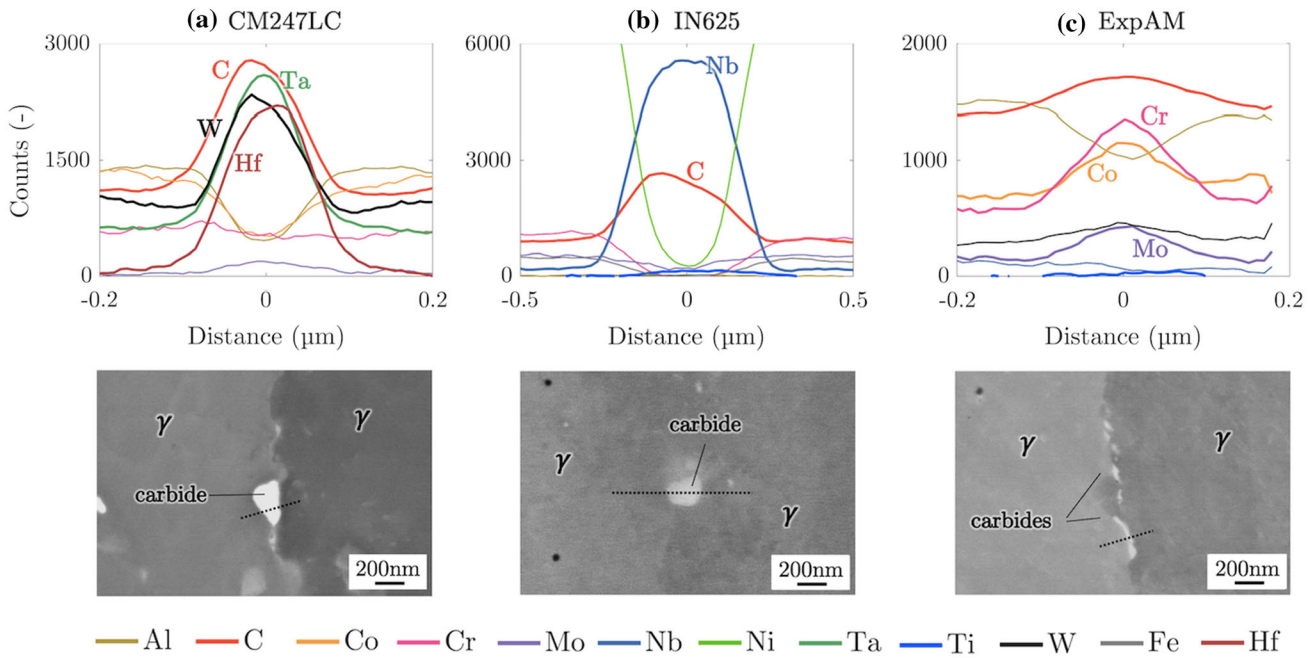 (a) CM247LC
(b) IN625
(c) ExpAM
Counts (-)
3000
1500
0
C
Ta
W
Hf
-0.2
0
0.2
Distance (µm)
6000
3000
0
Nb
C
-0.5
0
0.5
Distance (µm)
2000
1000
0
Cr
Co
Mo
-0.2
0
0.2
Distance (µm)
γ
γ
carbide
200nm
carbide
γ
γ
200nm
γ
γ
carbides
200nm
Al C Co Cr Mo Nb Ni Ta Ti W Fe Hf